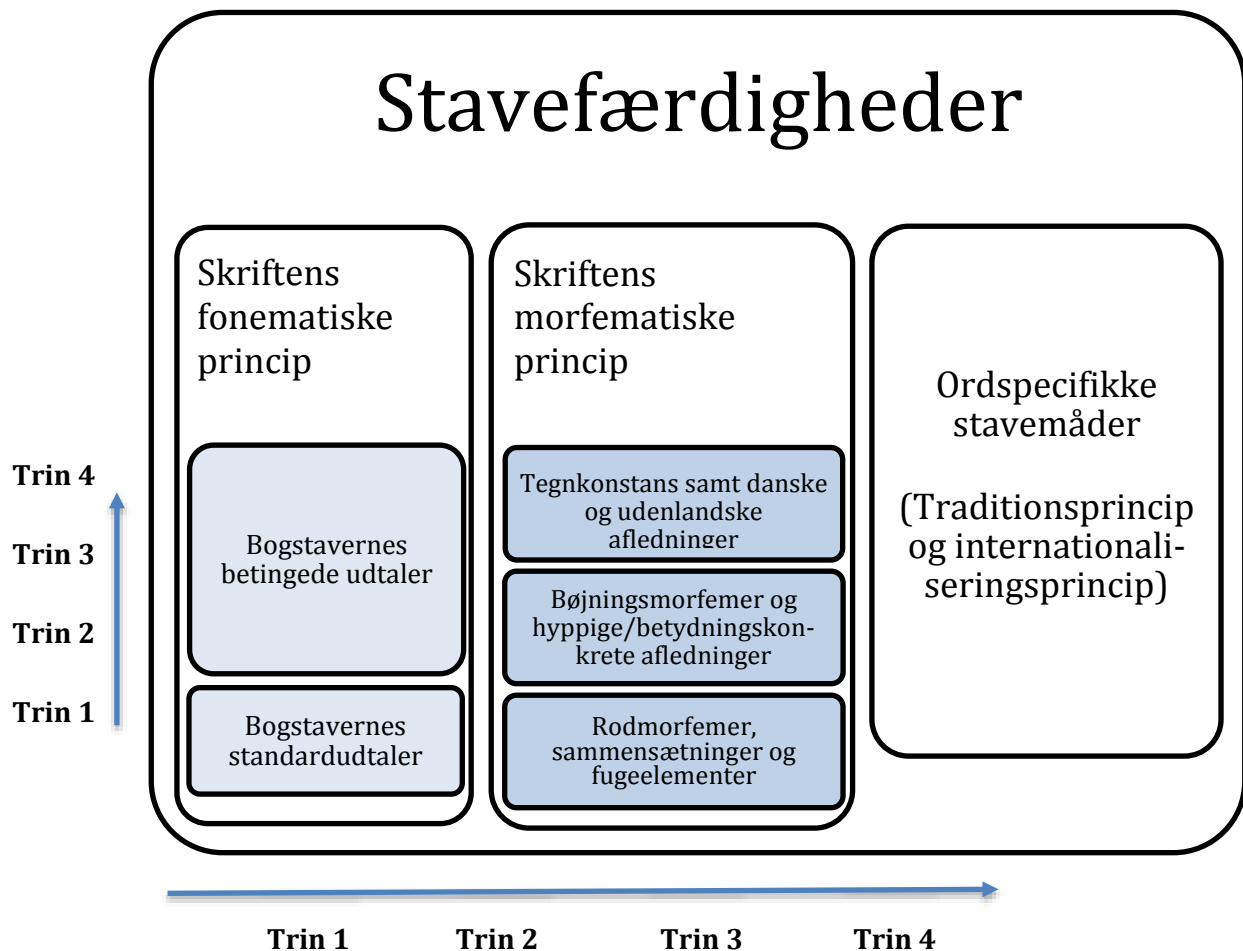 Stavefærdigheder
Skriftens
fonematiske
princip
Skriftens
morfematiske
princip
Ordspecifikke
stavemåder
(Traditionsprincip
og internationali-
seringsprincip)
Bogstavernes
betingede udtaler
Bogstavernes
standardudtaler
Tegnkonstans samt danske
og udenlandske
afledninger
Bøjningsmorfemer og
hyppige/betydningskon-
krete afledninger
Rodmorfemer,
sammensætninger og
fugeelementer
Trin 4
Trin 3
Trin 2
Trin 1
Trin 1 Trin 2 Trin 3 Trin 4